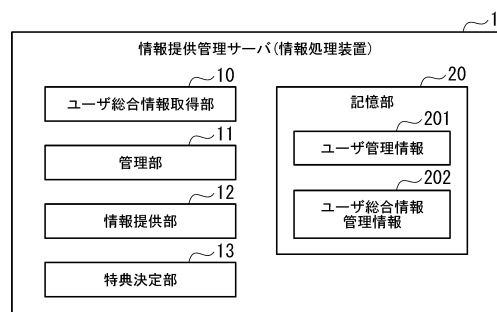 1
情報提供管理サーバ(情報処理装置)
10
ユーザ総合情報取得部
11
管理部
12
情報提供部
13
特典決定部
20
記憶部
201
ユーザ管理情報
202
ユーザ総合情報
管理情報